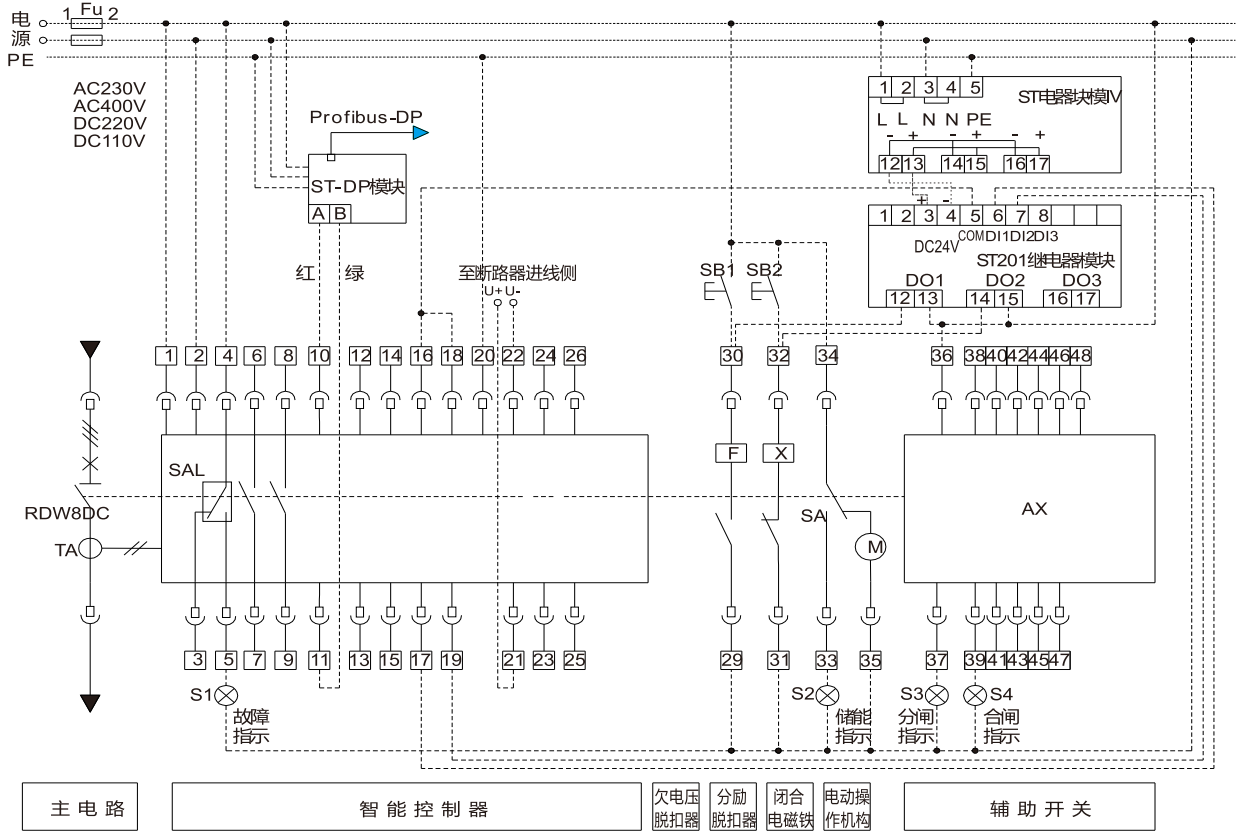 电 1 Fu 2
源
PE
AC230V
AC400V
DC220V
DC110V
Profibus-DP
ST-DP模块
A B
红 绿
至断路器进线侧
U+ U-
1 2 3 4 5
ST电器块模IV
L L N N PE
- + - + - +
12 13 14 15 16 17
+ -
1 2 3 4 5 6 7 8
COM DI1 DI2 DI3
DC24V
ST201继电器模块
DO1 DO2 DO3
12 13 14 15 16 17
SB1 SB2
1 2 4 6 8 10 12 14 16 18 20 22 24 26 30 32 34 36 38 40 42 44 46 48
F X
SAL
RDW8DC
SA
AX
TA
M
3 5 7 9 11 13 15 17 19 21 23 25 29 31 33 35 37 39 41 43 45 47
S1 S2 S3 S4
故障 储能 分闸 合闸
指示 指示 指示 指示
主电路
智能控制器
欠电压
脱扣器
分励
脱扣器
闭合
电磁铁
电动操
作机构
辅助开关